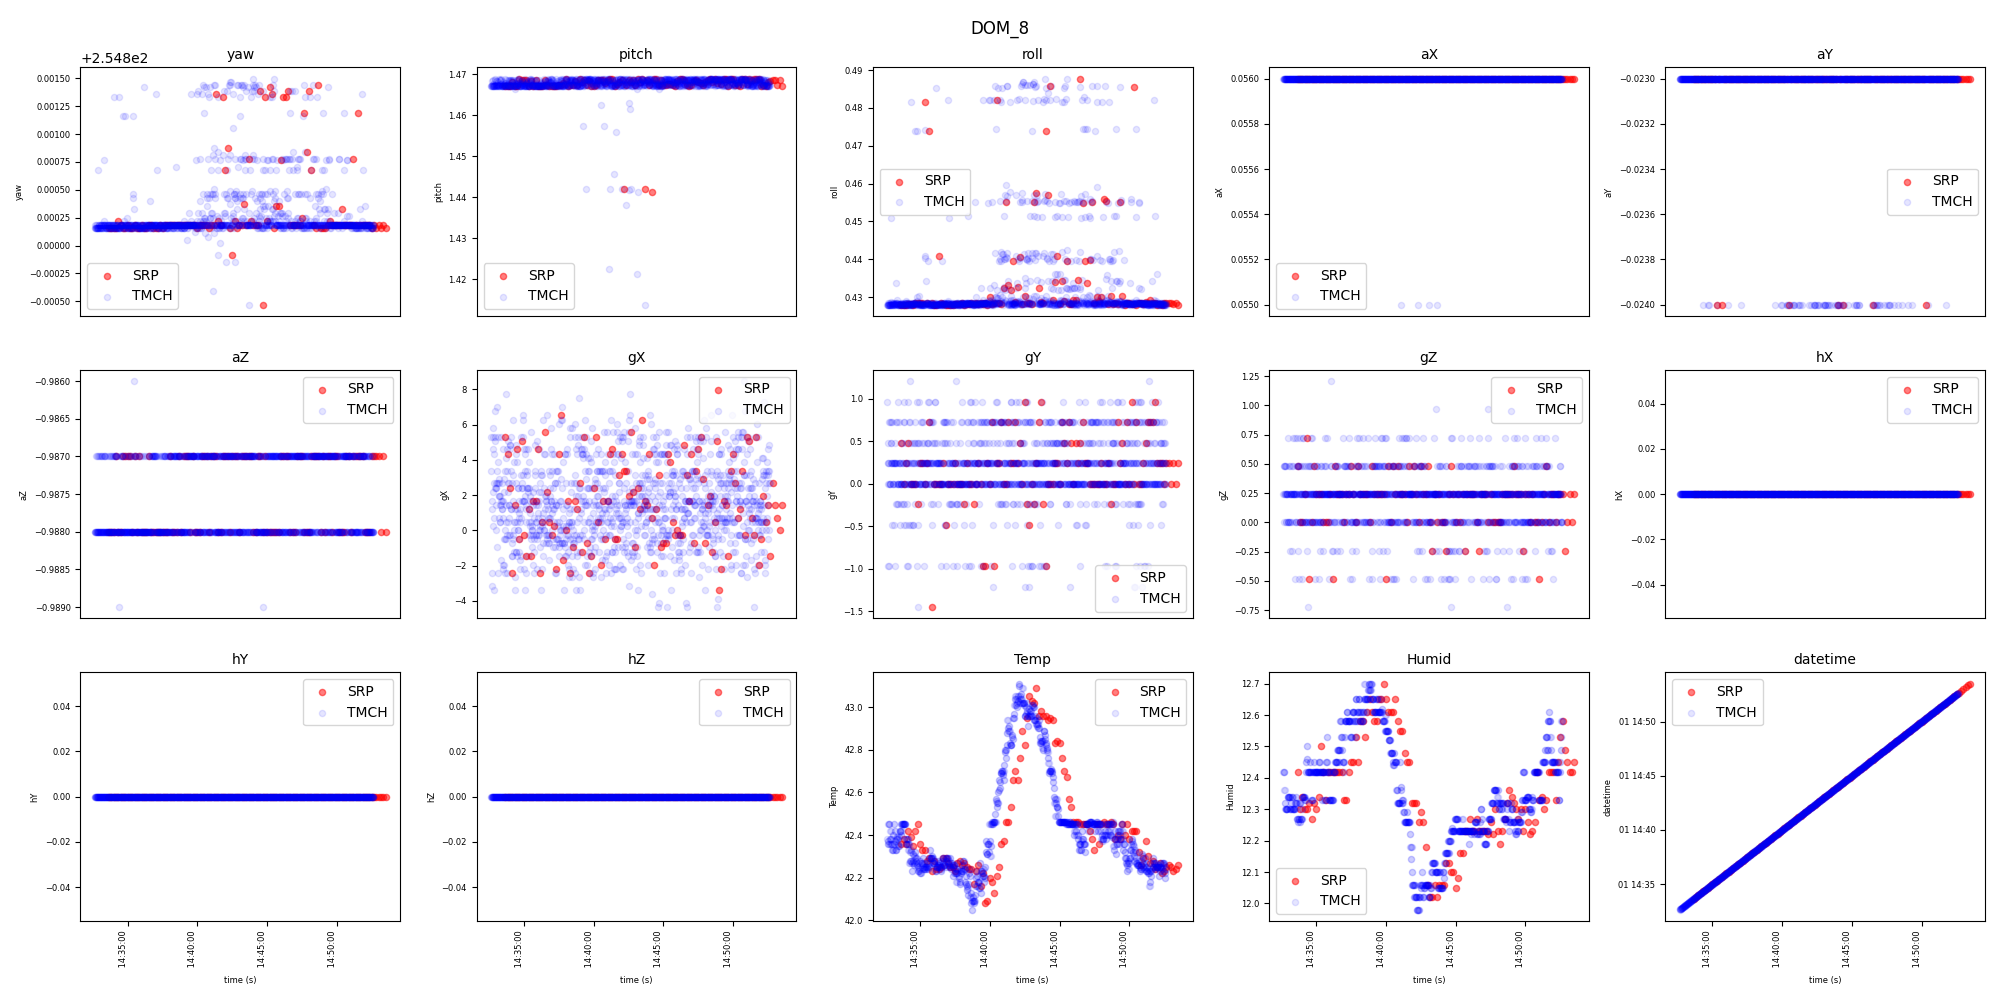 DOM_8
+2.548e2
yaw
pitch
roll
aX
aY
0.00150
0.00125
0.00100
0.00075
0.00050
0.00025
0.00000
−0.00025
−0.00050
yaw
SRP
TMCH
1.47
1.46
1.45
1.44
1.43
1.42
pitch
SRP
TMCH
0.49
0.48
0.47
0.46
0.45
0.44
0.43
roll
SRP
TMCH
0.0560
0.0558
0.0556
0.0554
0.0552
0.0550
aX
SRP
TMCH
−0.0230
−0.0232
−0.0234
−0.0236
−0.0238
−0.0240
aY
SRP
TMCH
aZ
gX
gY
gZ
hX
−0.9860
−0.9865
−0.9870
−0.9875
−0.9880
−0.9885
−0.9890
aZ
SRP
TMCH
8
6
4
2
0
−2
−4
gX
SRP
TMCH
1.0
0.5
0.0
−0.5
−1.0
−1.5
gY
SRP
TMCH
1.25
1.00
0.75
0.50
0.25
0.00
−0.25
−0.50
−0.75
gZ
SRP
TMCH
0.04
0.02
0.00
−0.02
−0.04
hX
SRP
TMCH
hY
hZ
Temp
Humid
datetime
0.04
0.02
0.00
−0.02
−0.04
hY
SRP
TMCH
14:35:00
14:40:00
14:45:00
14:50:00
time (s)
0.04
0.02
0.00
−0.02
−0.04
hZ
SRP
TMCH
14:35:00
14:40:00
14:45:00
14:50:00
time (s)
43.0
42.8
42.6
42.4
42.2
42.0
Temp
SRP
TMCH
14:35:00
14:40:00
14:45:00
14:50:00
time (s)
12.7
12.6
12.5
12.4
12.3
12.2
12.1
12.0
Humid
SRP
TMCH
14:35:00
14:40:00
14:45:00
14:50:00
time (s)
01 14:50
01 14:45
01 14:40
01 14:35
datetime
SRP
TMCH
14:35:00
14:40:00
14:45:00
14:50:00
time (s)